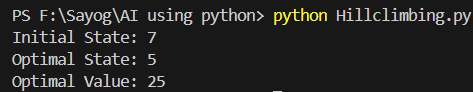 PS F:\Sayog\AI using python> python Hillclimbing.py
Initial State: 7
Optimal State: 5
Optimal Value: 25